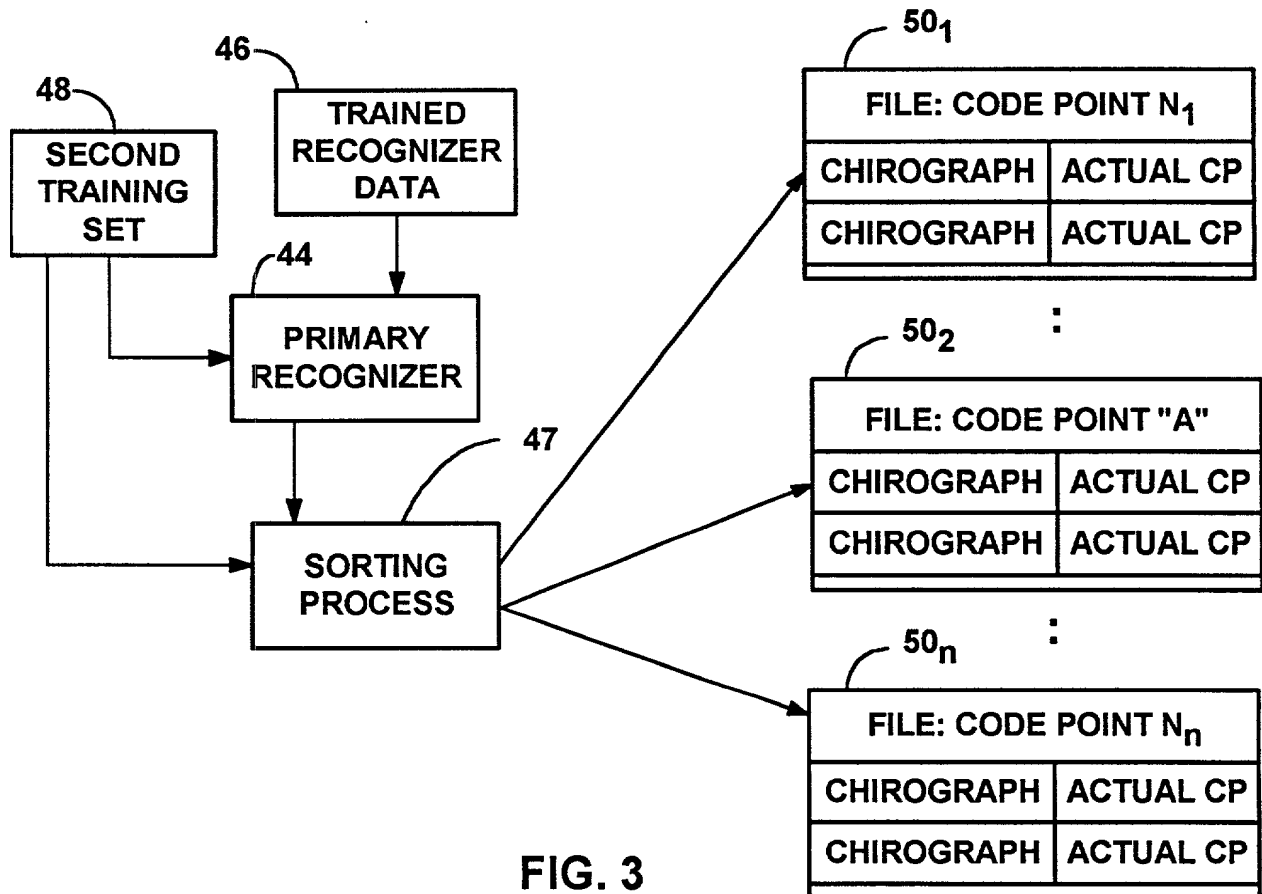 48
SECOND
TRAINING
SET
46
TRAINED
RECOGNIZER
DATA
44
PRIMARY
RECOGNIZER
47
SORTING
PROCESS
50₁
FILE: CODE POINT N₁
CHIROGRAPH ACTUAL CP
CHIROGRAPH ACTUAL CP
:
50₂
FILE: CODE POINT "A"
CHIROGRAPH ACTUAL CP
CHIROGRAPH ACTUAL CP
:
50ₙ
FILE: CODE POINT Nₙ
CHIROGRAPH ACTUAL CP
CHIROGRAPH ACTUAL CP
FIG. 3